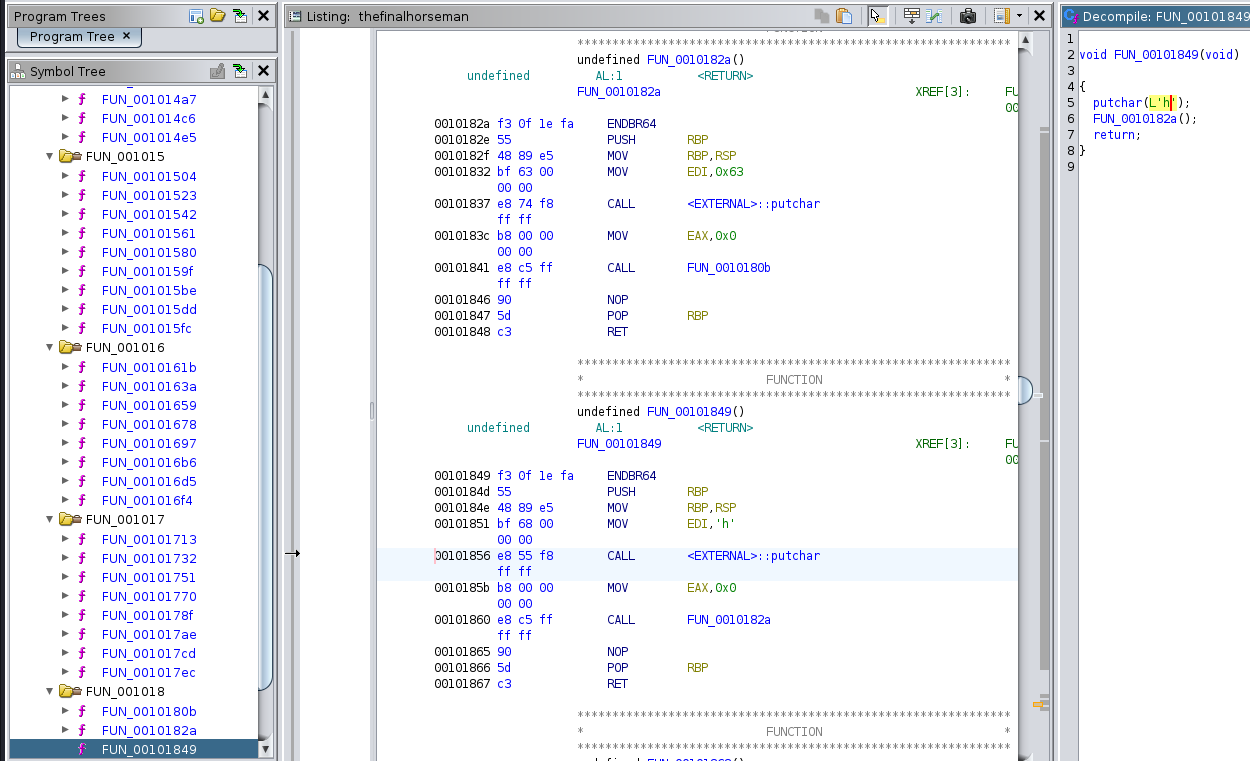 Program Trees
Program Tree ×
Symbol Tree
FUN_001014a7
FUN_001014c6
FUN_001014e5
FUN_001015
FUN_00101504
FUN_00101523
FUN_00101542
FUN_00101561
FUN_00101580
FUN_0010159f
FUN_001015be
FUN_001015dd
FUN_001015fc
FUN_001016
FUN_0010161b
FUN_0010163a
FUN_00101659
FUN_00101678
FUN_00101697
FUN_001016b6
FUN_001016d5
FUN_001016f4
FUN_001017
FUN_00101713
FUN_00101732
FUN_00101751
FUN_00101770
FUN_0010178f
FUN_001017ae
FUN_001017cd
FUN_001017ec
FUN_001018
FUN_0010180b
FUN_0010182a
FUN_00101849
Listing: thefinalhorseman
**************************************************************
undefined FUN_0010182a()
undefined AL:1 <RETURN>
FUN_0010182a XREF[3]: FU
00
0010182a f3 0f 1e fa ENDBR64
0010182e 55 PUSH RBP
0010182f 48 89 e5 MOV RBP,RSP
00101832 bf 63 00 MOV EDI,0x63
00 00
00101837 e8 74 f8 CALL <EXTERNAL>::putchar
ff ff
0010183c b8 00 00 MOV EAX,0x0
00 00
00101841 e8 c5 ff CALL FUN_0010180b
ff ff
00101846 90 NOP
00101847 5d POP RBP
00101848 c3 RET
**************************************************************
* FUNCTION *
**************************************************************
undefined FUN_00101849()
undefined AL:1 <RETURN>
FUN_00101849 XREF[3]: FU
00
00101849 f3 0f 1e fa ENDBR64
0010184d 55 PUSH RBP
0010184e 48 89 e5 MOV RBP,RSP
00101851 bf 68 00 MOV EDI,'h'
00 00
00101856 e8 55 f8 CALL <EXTERNAL>::putchar
ff ff
0010185b b8 00 00 MOV EAX,0x0
00 00
00101860 e8 c5 ff CALL FUN_0010182a
ff ff
00101865 90 NOP
00101866 5d POP RBP
00101867 c3 RET
**************************************************************
* FUNCTION *
**************************************************************
Decompile: FUN_00101849
1
2 void FUN_00101849(void)
3
4 {
5 putchar(L'h');
6 FUN_0010182a();
7 return;
8 }
9